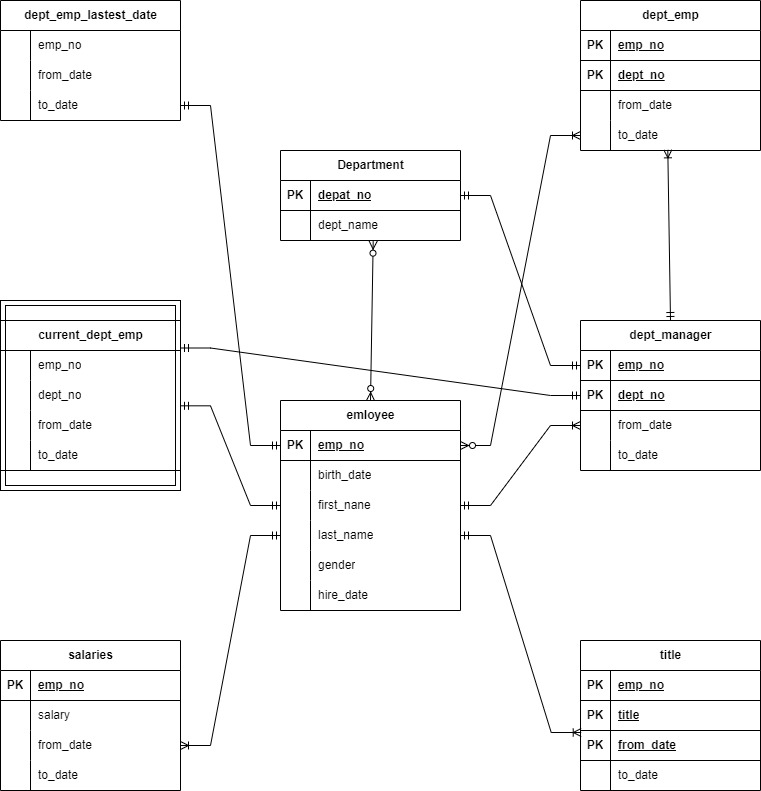 dept_emp_lastest_date
emp_no
from_date
to_date
dept_emp
PK emp_no
PK dept_no
from_date
to_date
Department
PK depat_no
dept_name
current_dept_emp
emp_no
dept_no
from_date
to_date
dept_manager
PK emp_no
PK dept_no
from_date
to_date
emloyee
PK emp_no
birth_date
first_nane
last_name
gender
hire_date
salaries
PK emp_no
salary
from_date
to_date
title
PK emp_no
PK title
PK from_date
to_date